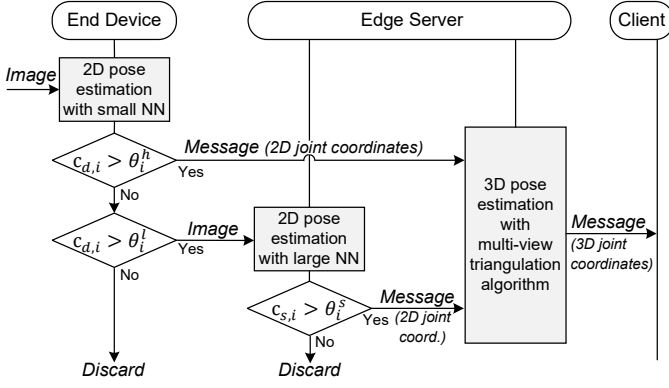 End Device
Edge Server
Client
Image
2D pose
estimation
with small NN
c_{d,i} > θ_i^h
Yes
No
Message (2D joint coordinates)
c_{d,i} > θ_i^l
Yes
No
Image
2D pose
estimation
with large NN
c_{s,i} > θ_i^s
Yes
No
Message
(2D joint
coord.)
3D pose
estimation
with
multi-view
triangulation
algorithm
Message
(3D joint
coordinates)
Discard
Discard